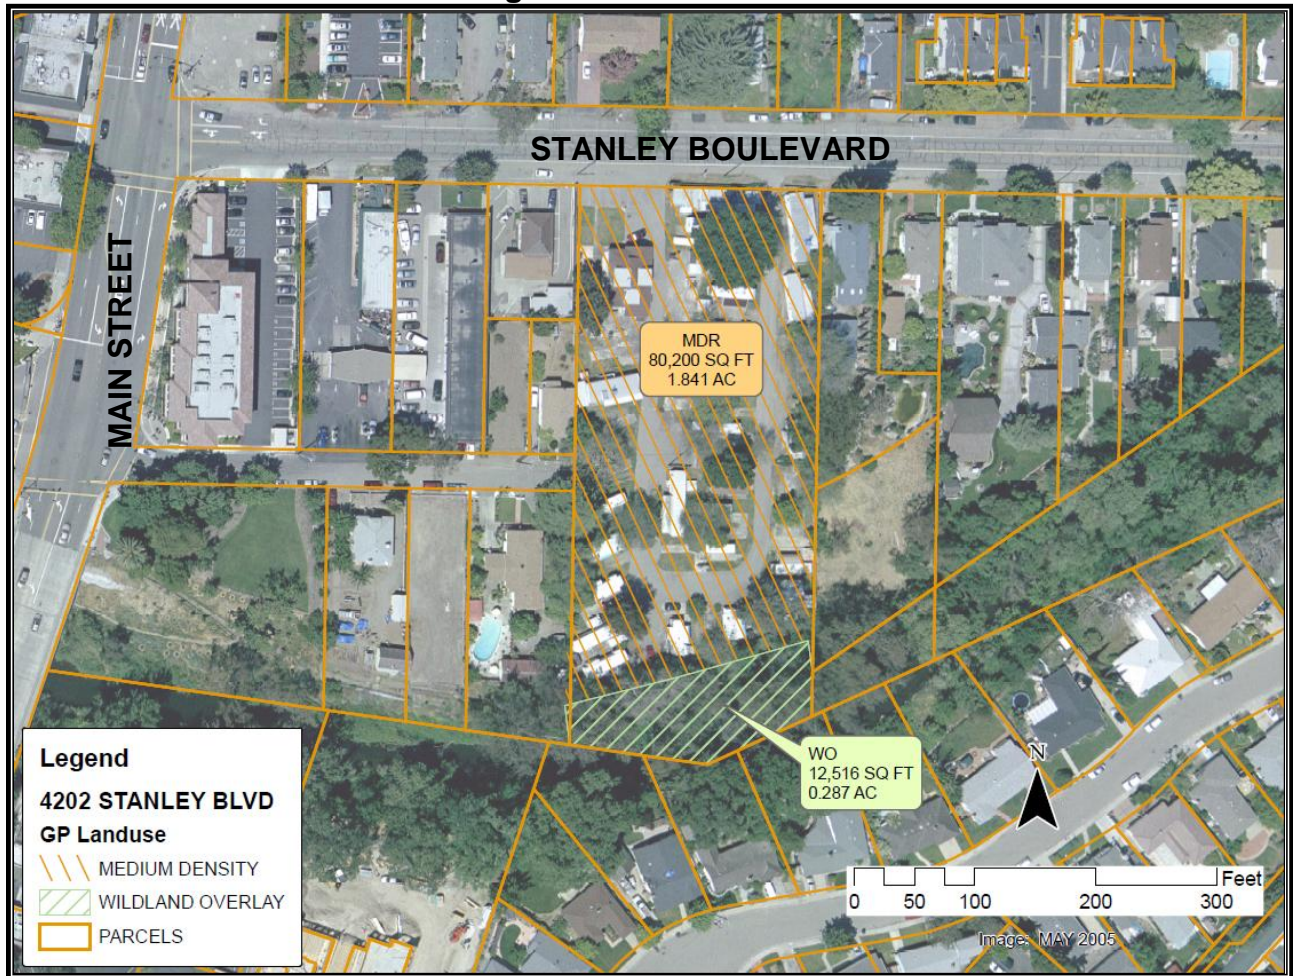 STANLEY BOULEVARD
MAIN STREET
MDR
80,200 SQ FT
1.841 AC
WO
12,516 SQ FT
0.287 AC
N
Legend
4202 STANLEY BLVD
GP Landuse
MEDIUM DENSITY
WILDLAND OVERLAY
PARCELS
Feet
0 50 100 200 300
Image: MAY 2005